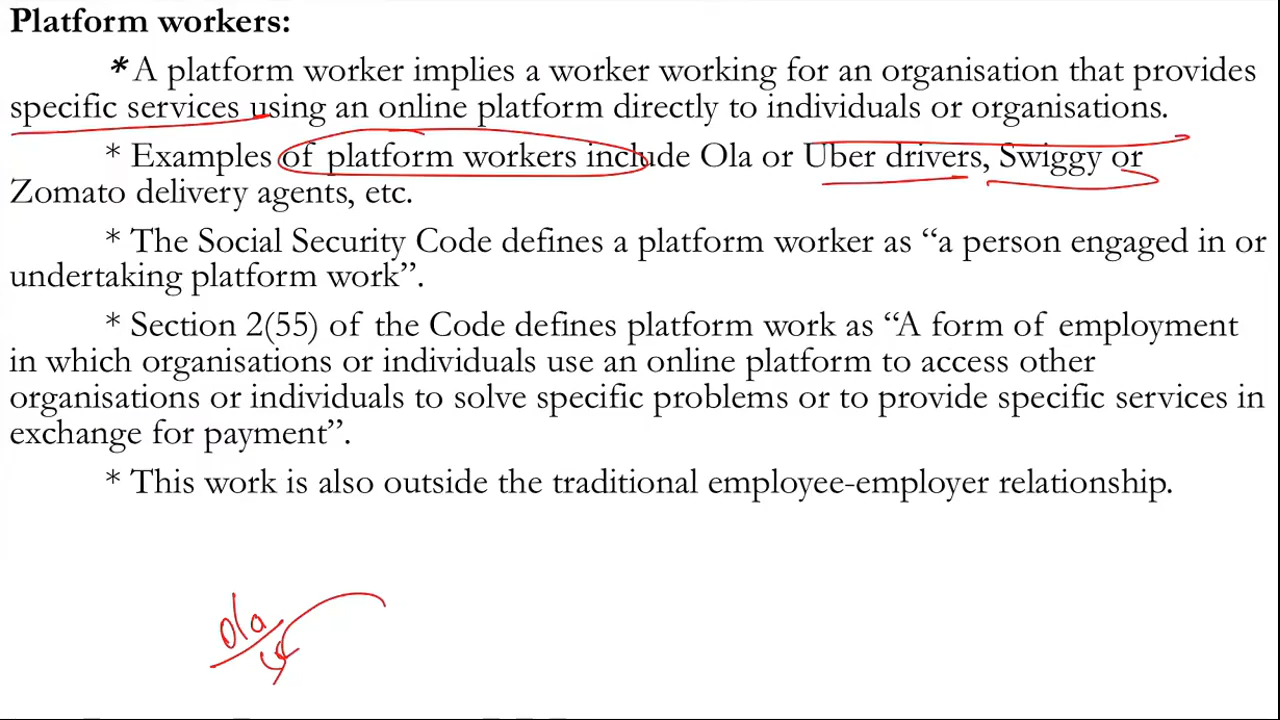 Platform workers:
* A platform worker implies a worker working for an organisation that provides
specific services using an online platform directly to individuals or organisations.
* Examples of platform workers include Ola or Uber drivers, Swiggy or
Zomato delivery agents, etc.
* The Social Security Code defines a platform worker as “a person engaged in or
undertaking platform work”.
* Section 2(55) of the Code defines platform work as “A form of employment
in which organisations or individuals use an online platform to access other
organisations or individuals to solve specific problems or to provide specific services in
exchange for payment”.
* This work is also outside the traditional employee-employer relationship.
Ola